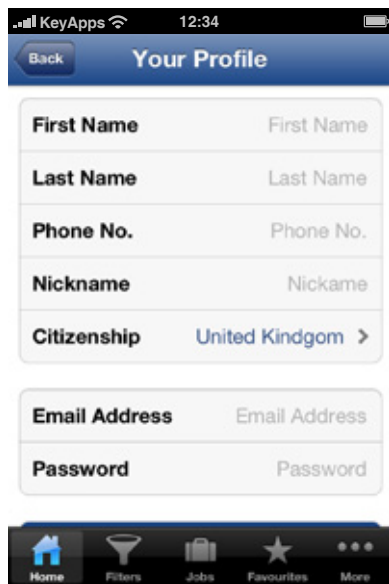 KeyApps 12:34
Back Your Profile
First Name First Name
Last Name Last Name
Phone No. Phone No.
Nickname Nickame
Citizenship United Kindgom
Email Address Email Address
Password Password
Home Filters Jobs Favourites More